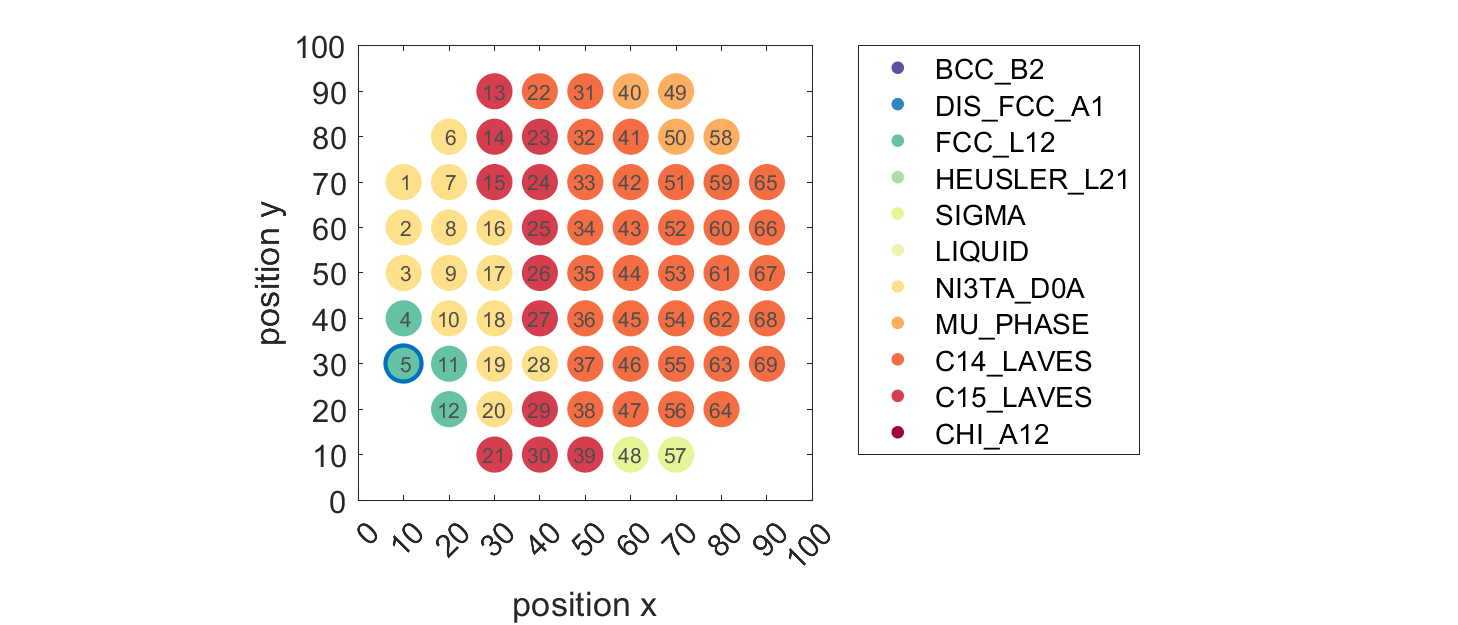 100
90 13 22 31 40 49
80 6 14 23 32 41 50 58
70 1 7 15 24 33 42 51 59 65
60 2 8 16 25 34 43 52 60 66
50 3 9 17 26 35 44 53 61 67
40 4 10 18 27 36 45 54 62 68
30 5 11 19 28 37 46 55 63 69
20 12 20 29 38 47 56 64
10 21 30 39 48 57
0
0 10 20 30 40 50 60 70 80 90 100
position x
position y
BCC_B2
DIS_FCC_A1
FCC_L12
HEUSLER_L21
SIGMA
LIQUID
NI3TA_D0A
MU_PHASE
C14_LAVES
C15_LAVES
CHI_A12